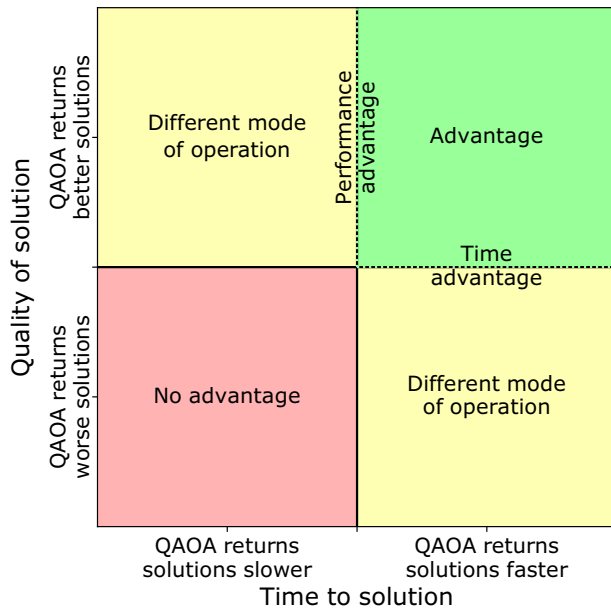 Quality of solution
QAOA returns
better solutions
QAOA returns
worse solutions
Different mode
of operation
Performance
advantage
Advantage
Time
advantage
No advantage
Different mode
of operation
QAOA returns
solutions slower
QAOA returns
solutions faster
Time to solution